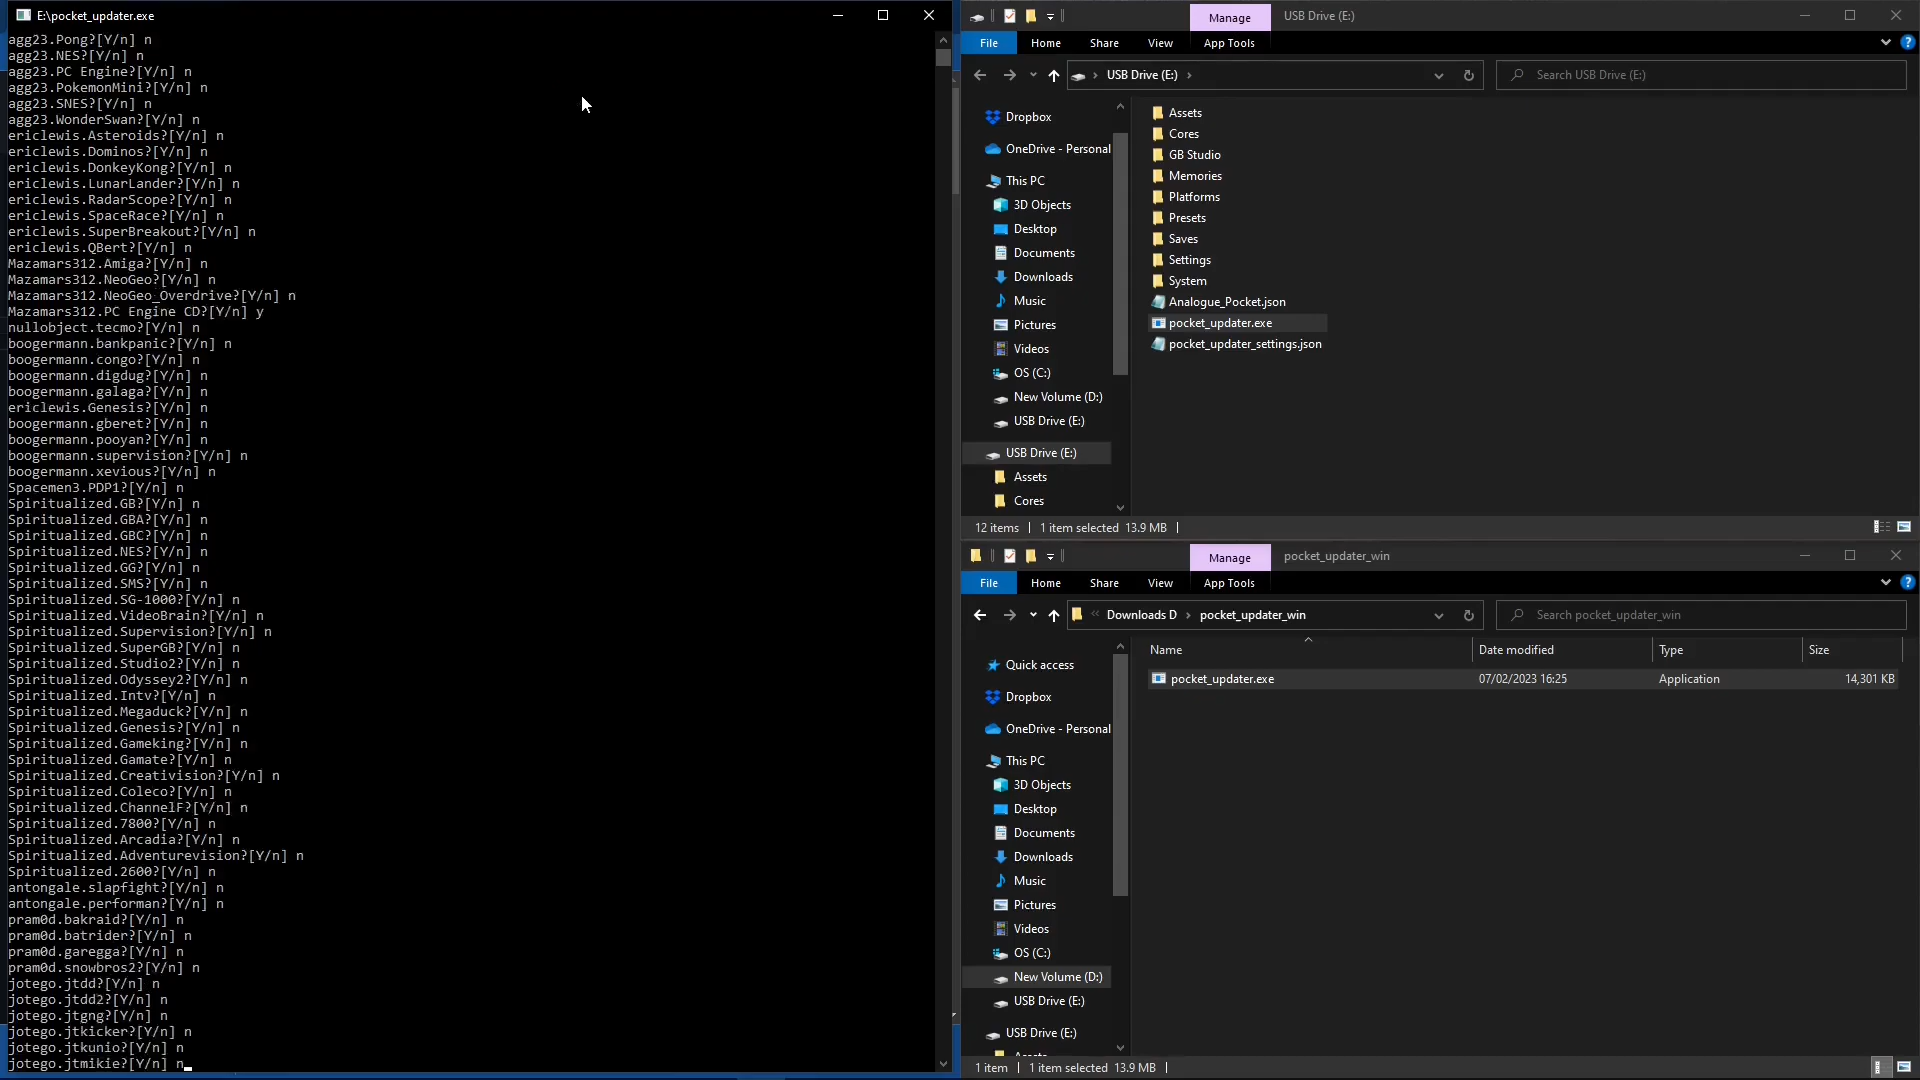 E:\pocket_updater.exe
agg23.Pong?[Y/n] n
agg23.NES?[Y/n] n
agg23.PC Engine?[Y/n] n
agg23.PokemonMini?[Y/n] n
agg23.SNES?[Y/n] n
agg23.WonderSwan?[Y/n] n
ericlewis.Asteroids?[Y/n] n
ericlewis.Dominos?[Y/n] n
ericlewis.DonkeyKong?[Y/n] n
ericlewis.LunarLander?[Y/n] n
ericlewis.RadarScope?[Y/n] n
ericlewis.SpaceRace?[Y/n] n
ericlewis.SuperBreakout?[Y/n] n
ericlewis.QBert?[Y/n] n
Mazamars312.Amiga?[Y/n] n
Mazamars312.NeoGeo?[Y/n] n
Mazamars312.NeoGeo_Overdrive?[Y/n] n
Mazamars312.PC Engine CD?[Y/n] y
nullobject.tecmo?[Y/n] n
boogermann.bankpanic?[Y/n] n
boogermann.congo?[Y/n] n
boogermann.digdug?[Y/n] n
boogermann.galaga?[Y/n] n
ericlewis.Genesis?[Y/n] n
boogermann.gberet?[Y/n] n
boogermann.pooyan?[Y/n] n
boogermann.supervision?[Y/n] n
boogermann.xevious?[Y/n] n
Spacemen3.PDP1?[Y/n] n
Spiritualized.GB?[Y/n] n
Spiritualized.GBA?[Y/n] n
Spiritualized.GBC?[Y/n] n
Spiritualized.NES?[Y/n] n
Spiritualized.GG?[Y/n] n
Spiritualized.SMS?[Y/n] n
Spiritualized.SG-1000?[Y/n] n
Spiritualized.VideoBrain?[Y/n] n
Spiritualized.Supervision?[Y/n] n
Spiritualized.SuperGB?[Y/n] n
Spiritualized.Studio2?[Y/n] n
Spiritualized.Odyssey2?[Y/n] n
Spiritualized.Intv?[Y/n] n
Spiritualized.Megaduck?[Y/n] n
Spiritualized.Genesis?[Y/n] n
Spiritualized.Gameking?[Y/n] n
Spiritualized.Gamate?[Y/n] n
Spiritualized.Creativision?[Y/n] n
Spiritualized.Coleco?[Y/n] n
Spiritualized.ChannelF?[Y/n] n
Spiritualized.7800?[Y/n] n
Spiritualized.Arcadia?[Y/n] n
Spiritualized.Adventurevision?[Y/n] n
Spiritualized.2600?[Y/n] n
antongale.slapfight?[Y/n] n
antongale.performan?[Y/n] n
pram0d.bakraid?[Y/n] n
pram0d.batrider?[Y/n] n
pram0d.garegga?[Y/n] n
pram0d.snowbros2?[Y/n] n
jotego.jtdd?[Y/n] n
jotego.jtdd2?[Y/n] n
jotego.jtgng?[Y/n] n
jotego.jtkicker?[Y/n] n
jotego.jtkunio?[Y/n] n
jotego.jtmikie?[Y/n] n
Manage USB Drive (E:)
File Home Share View App Tools
USB Drive (E:) Search USB Drive (E:)
Dropbox
OneDrive - Personal
This PC
3D Objects
Desktop
Documents
Downloads
Music
Pictures
Videos
OS (C:)
New Volume (D:)
USB Drive (E:)
USB Drive (E:)
Assets
Cores
Assets
Cores
GB Studio
Memories
Platforms
Presets
Saves
Settings
System
Analogue_Pocket.json
pocket_updater.exe
pocket_updater_settings.json
12 items 1 item selected 13.9 MB
Manage pocket_updater_win
File Home Share View App Tools
Downloads D pocket_updater_win Search pocket_updater_win
Quick access
Dropbox
OneDrive - Personal
This PC
3D Objects
Desktop
Documents
Downloads
Music
Pictures
Videos
OS (C:)
New Volume (D:)
USB Drive (E:)
USB Drive (E:)
Assets
Name Date modified Type Size
pocket_updater.exe 07/02/2023 16:25 Application 14,301 KB
1 item 1 item selected 13.9 MB